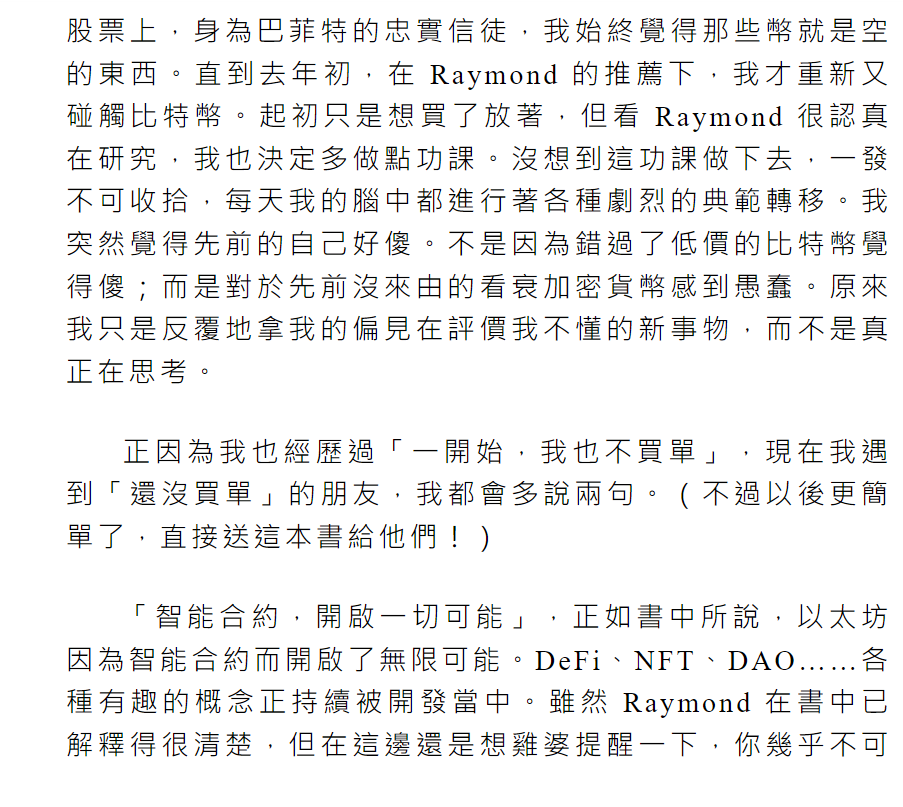 股票上，身為巴菲特的忠實信徒，我始終覺得那些幣就是空
的東西。直到去年初，在 Raymond 的推薦下，我才重新又
碰觸比特幣。起初只是想買了放著，但看 Raymond 很認真
在研究，我也決定多做點功課。沒想到這功課做下去，一發
不可收拾，每天我的腦中都進行著各種劇烈的典範轉移。我
突然覺得先前的自己好傻。不是因為錯過了低價的比特幣覺
得傻；而是對於先前沒來由的看衰加密貨幣感到愚蠢。原來
我只是反覆地拿我的偏見在評價我不懂的新事物，而不是真
正在思考。
正因為我也經歷過「一開始，我也不買單」，現在我遇
到「還沒買單」的朋友，我都會多說兩句。（不過以後更簡
單了，直接送這本書給他們！）
「智能合約，開啟一切可能」，正如書中所說，以太坊
因為智能合約而開啟了無限可能。DeFi、NFT、DAO……各
種有趣的概念正持續被開發當中。雖然 Raymond 在書中已
解釋得很清楚，但在這邊還是想雞婆提醒一下，你幾乎不可